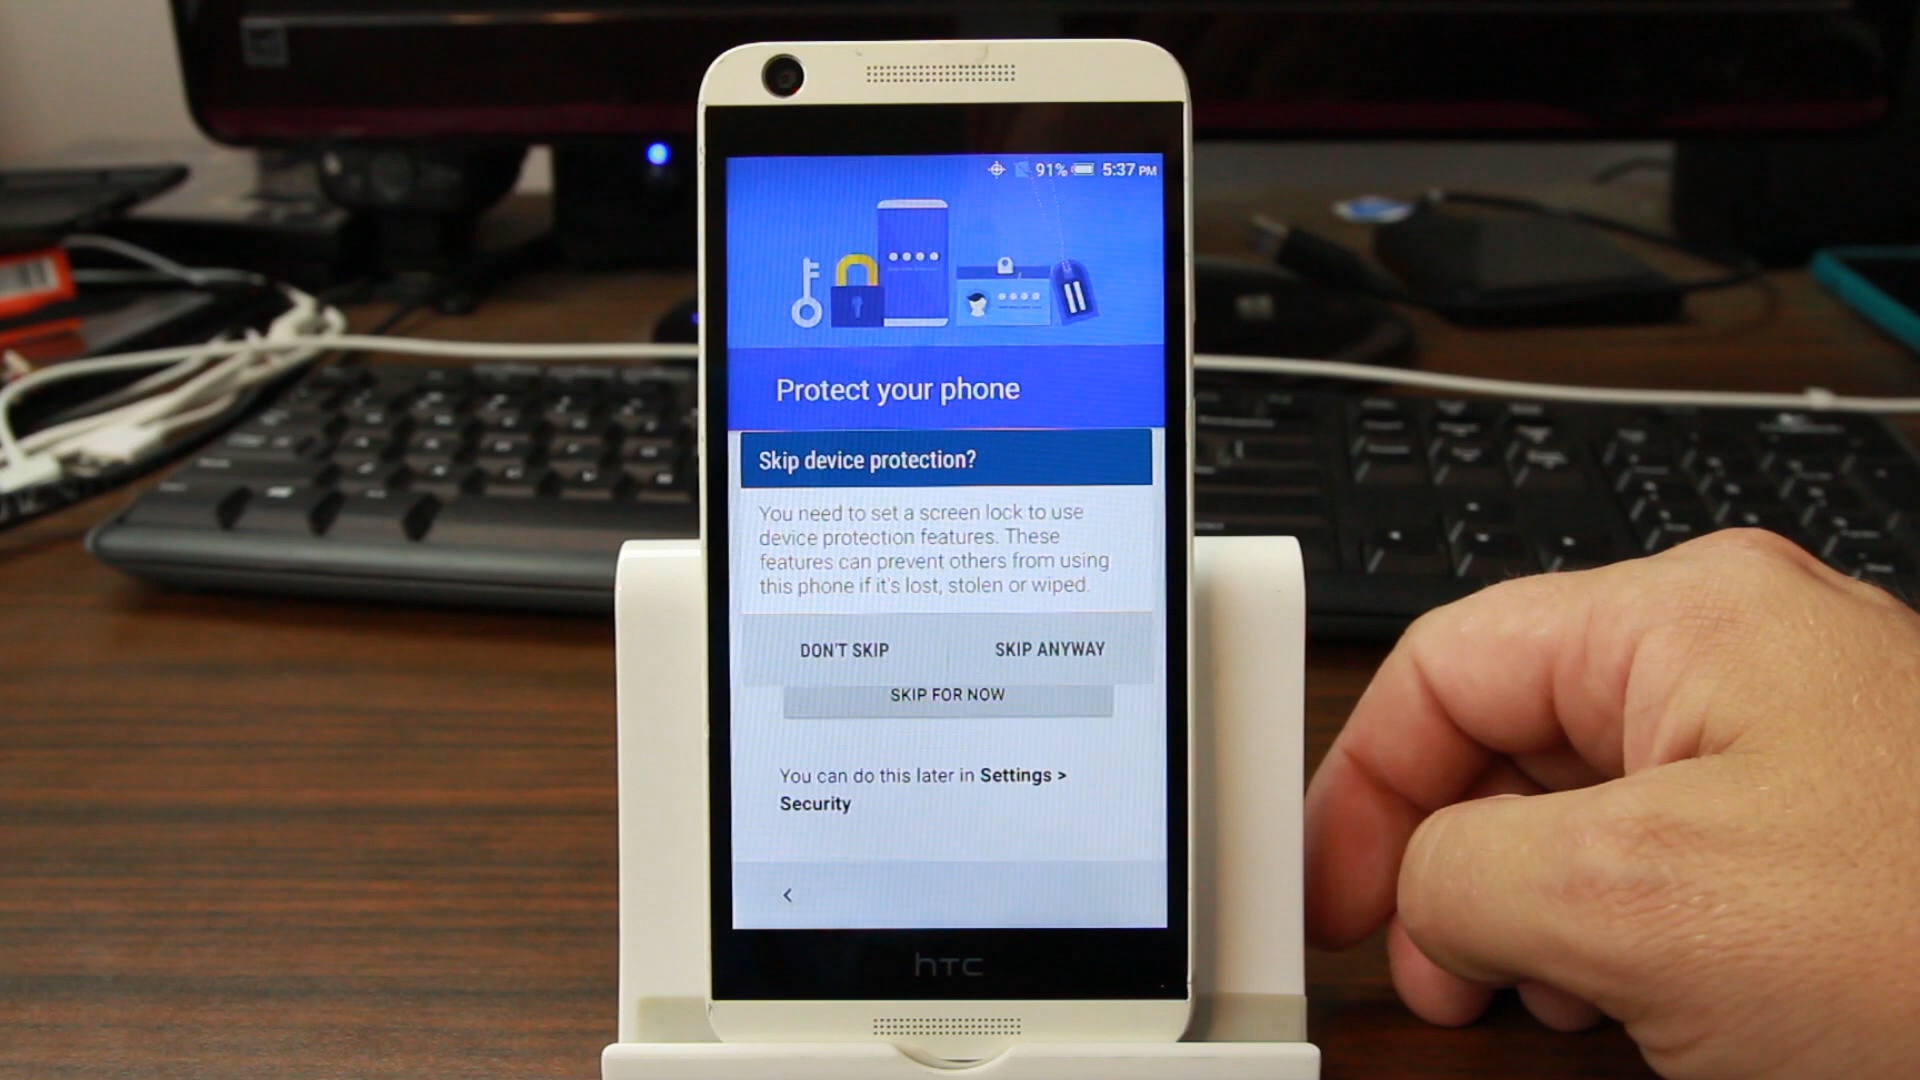 91% 5:37 PM
Protect your phone
Skip device protection?
You need to set a screen lock to use
device protection features. These
features can prevent others from using
this phone if it's lost, stolen or wiped.
DON'T SKIP SKIP ANYWAY
SKIP FOR NOW
You can do this later in Settings >
Security
<
hTC